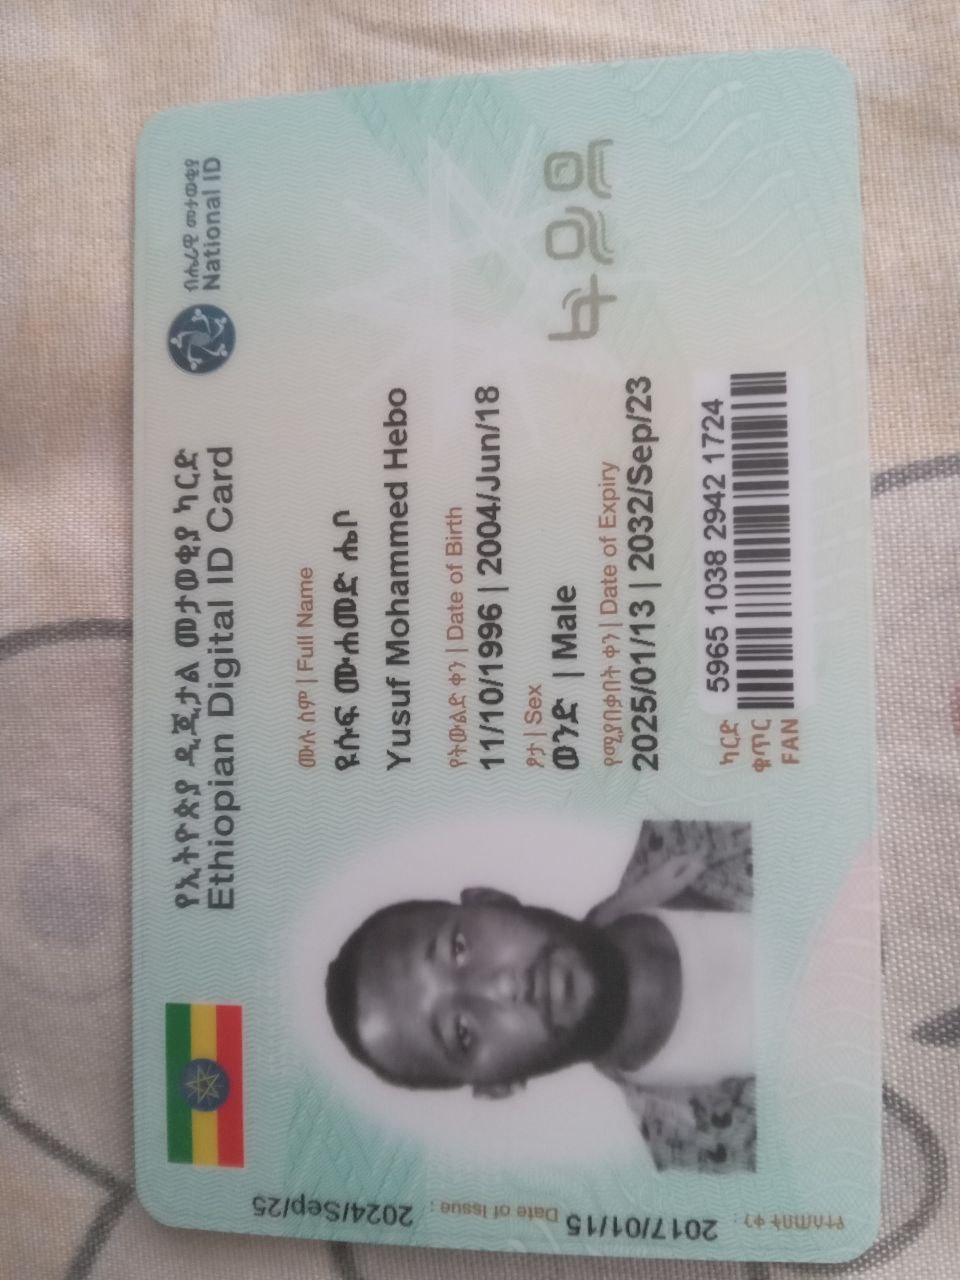 የኢትዮጵያ ዲጂታል መታወቂያ ካርድ
Ethiopian Digital ID Card
ብሔራዊ መታወቂያ
National ID
ሙሉ ስም | Full Name
ዩሱፍ ሙሐመድ ሔቦ
Yusuf Mohammed Hebo
የትውልድ ቀን | Date of Birth
11/10/1996 | 2004/Jun/18
ፆታ | Sex
ወንድ | Male
የሚያበቃበት ቀን | Date of Expiry
2025/01/13 | 2032/Sep/23
ፋይዳ
ካርድ
ቁጥር
FAN
5965 1038 2942 1724
የተሰጠበት ቀን : 2017/01/15
Date of Issue : 2024/Sep/25